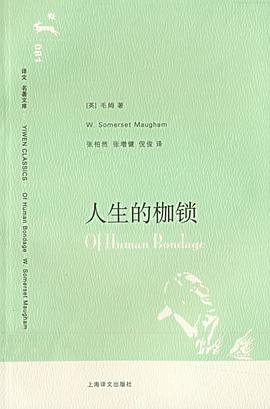 081
译文 名著文库
YIWEN CLASSICS
Of Human Bondage
W. Somerset Maugham
[英] 毛姆 著
W. Somerset Maugham
张柏然 张增健 倪俊 译
人生的枷锁
Of Human Bondage
上海译文出版社